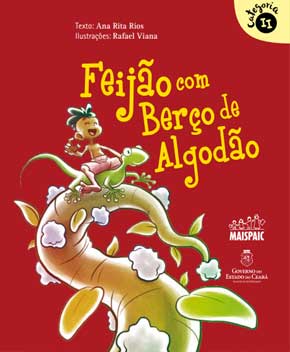 Texto: Ana Rita Rios
Ilustrações: Rafael Viana
Categoria
II
Feijão com
Berço de
Algodão
MAISPAIC
GOVERNO DO
ESTADO DO CEARÁ